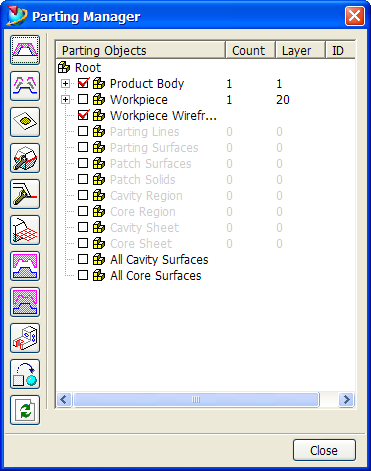 Parting Manager
Parting Objects Count Layer ID
Root
Product Body 1 1
Workpiece 1 20
Workpiece Wirefr...
Parting Lines 0 0
Parting Surfaces 0 0
Patch Surfaces 0 0
Patch Solids 0 0
Cavity Region 0 0
Core Region 0 0
Cavity Sheet 0 0
Core Sheet 0 0
All Cavity Surfaces
All Core Surfaces
Close